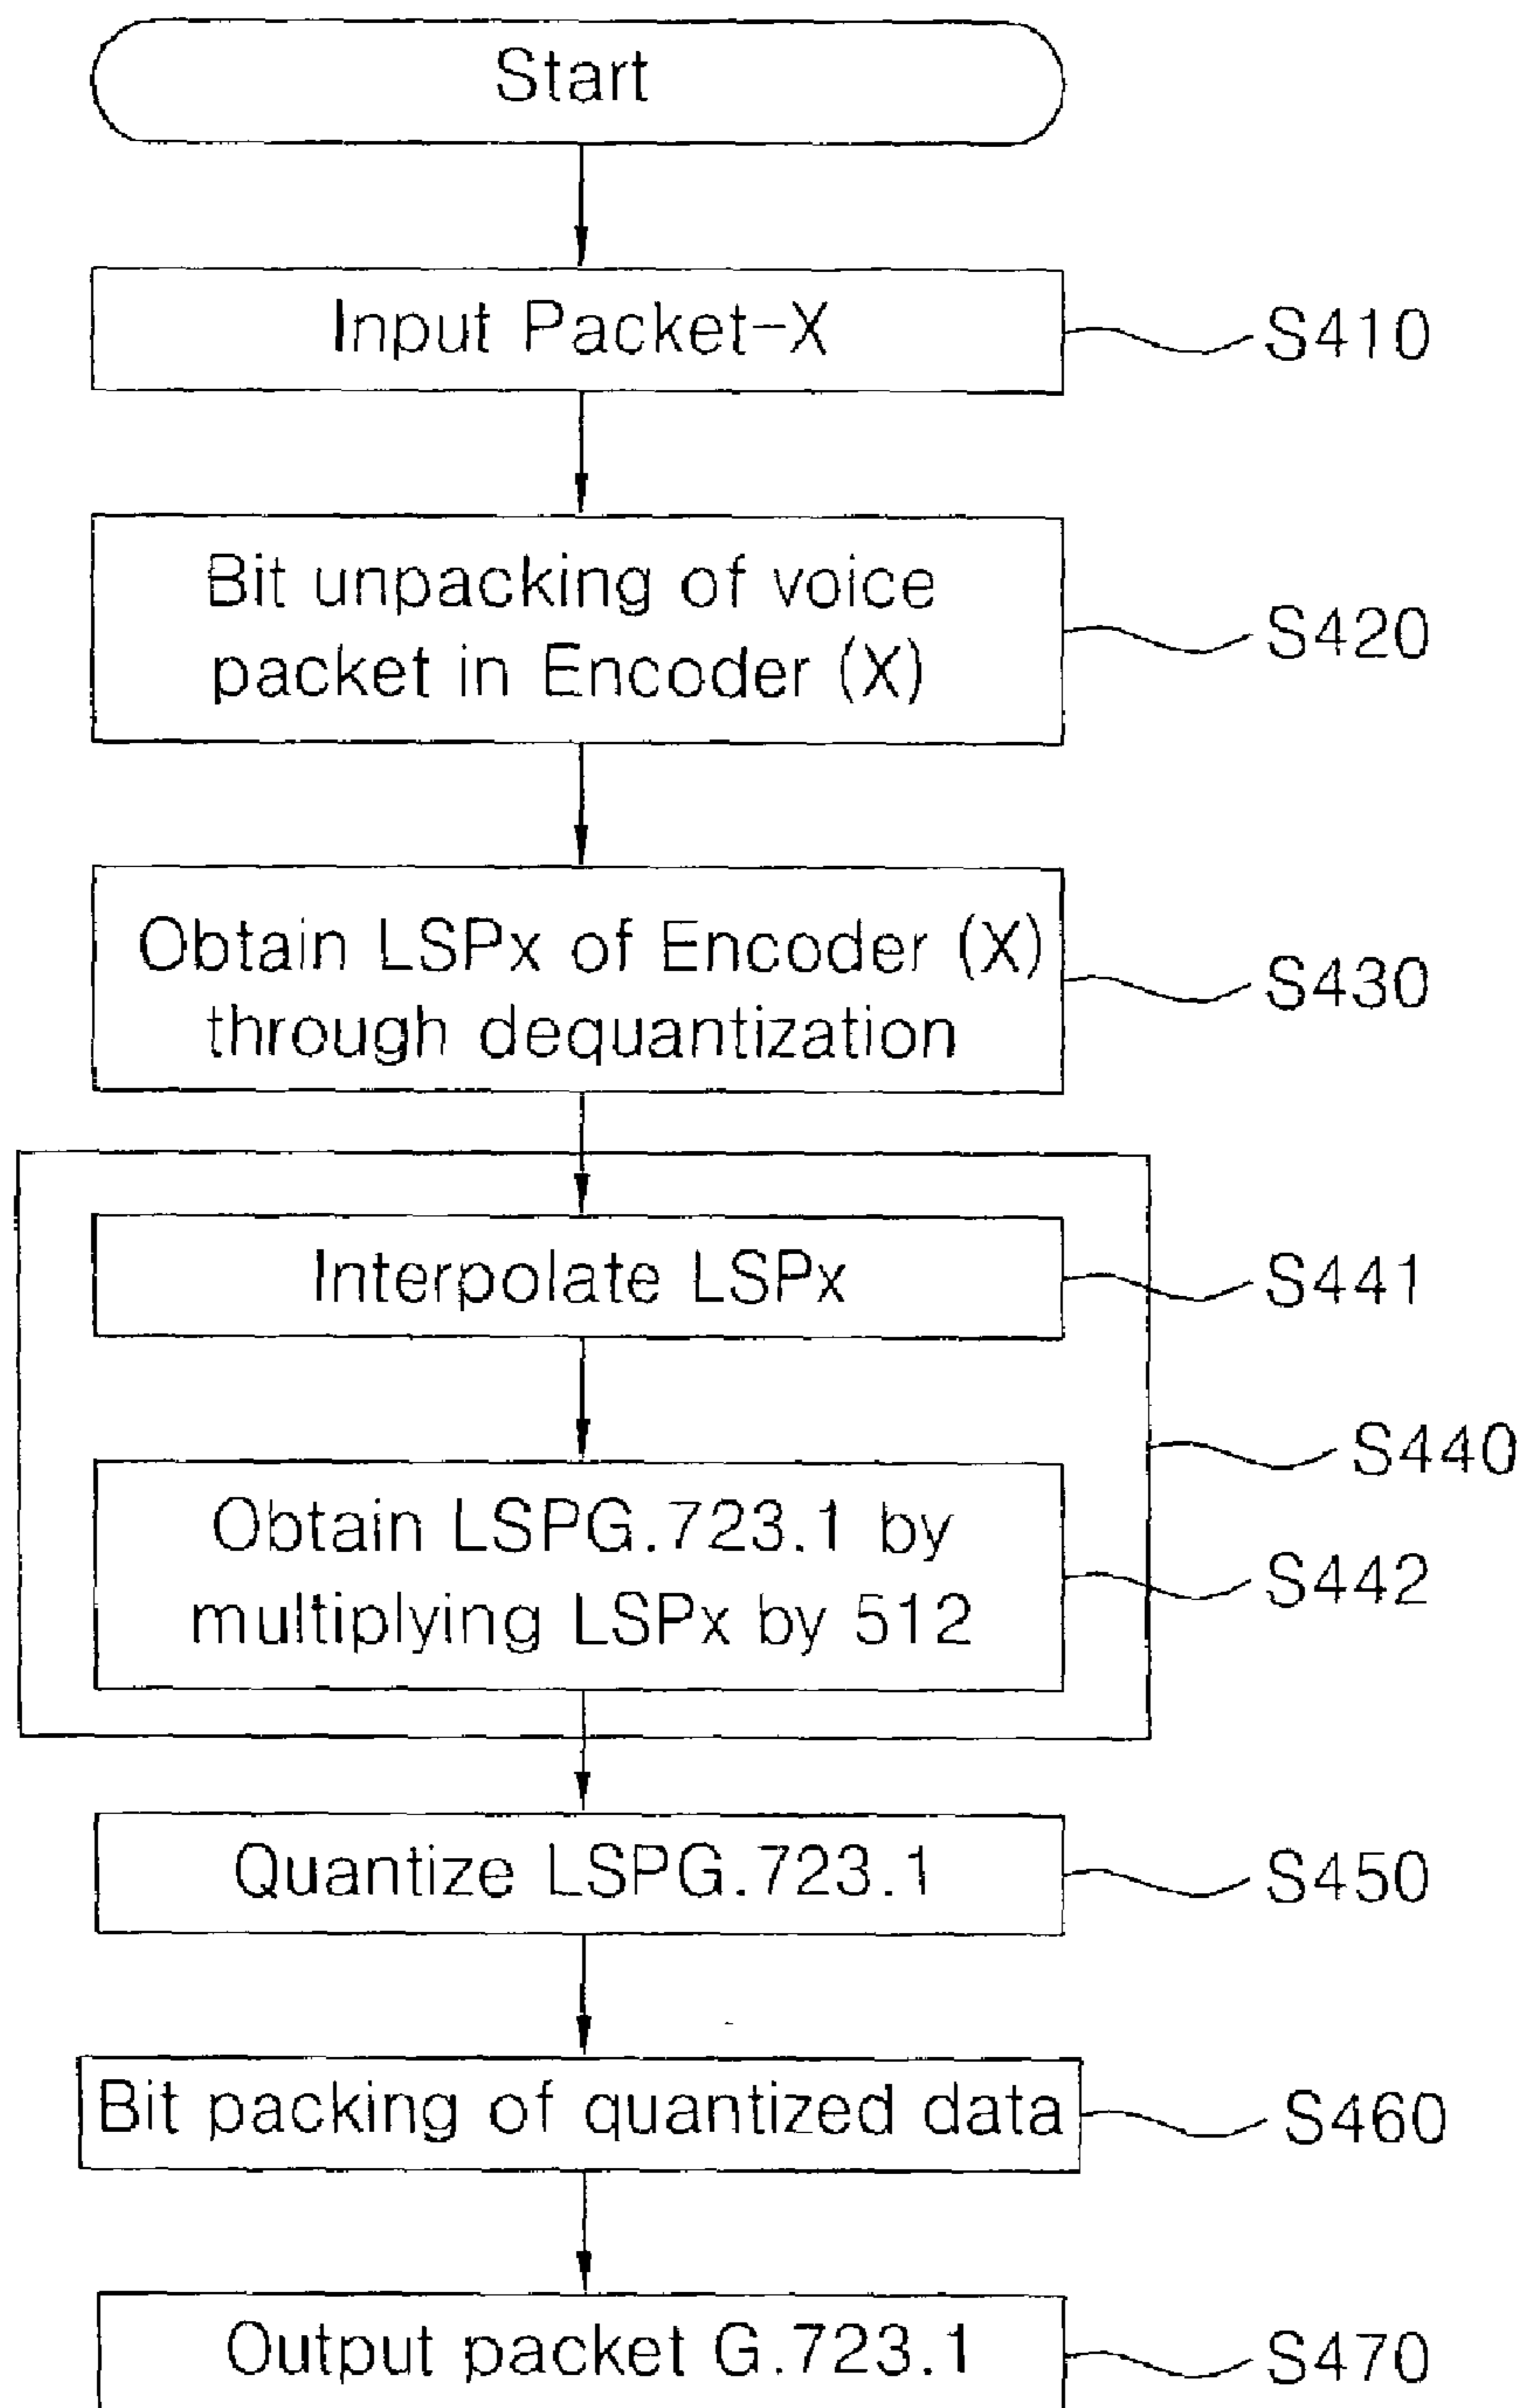 Start
Input Packet-X
S410
Bit unpacking of voice
packet in Encoder (X)
S420
Obtain LSPx of Encoder (X)
through dequantization
S430
Interpolate LSPx
S441
S440
Obtain LSPG.723.1 by
multiplying LSPx by 512
S442
Quantize LSPG.723.1
S450
Bit packing of quantized data
S460
Output packet G.723.1
S470